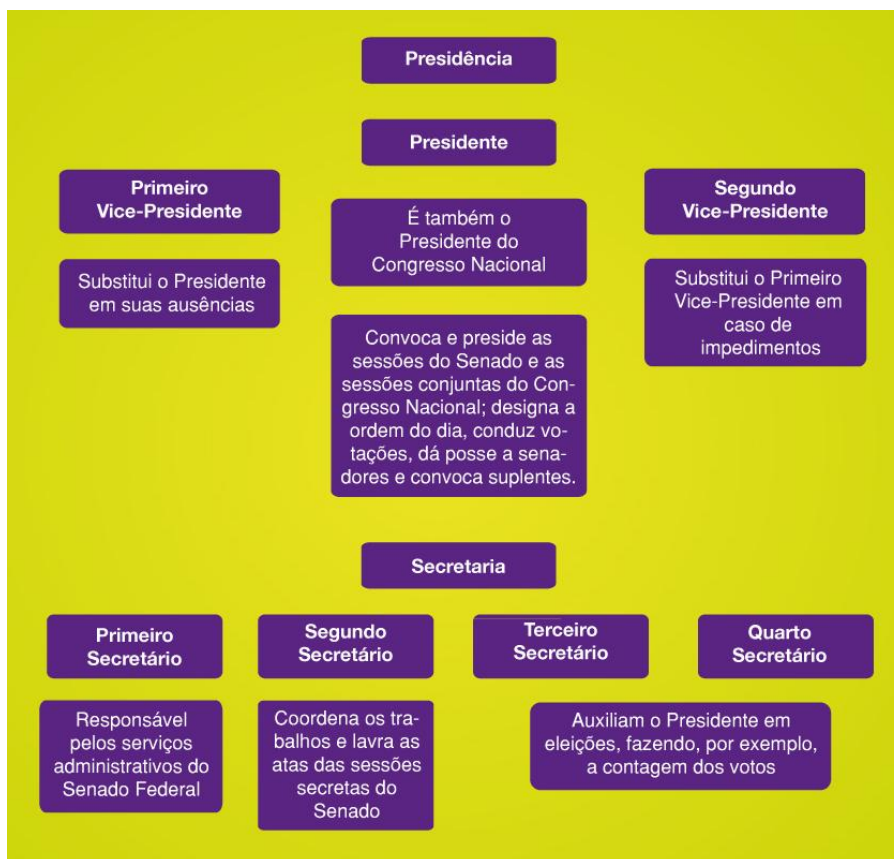 Presidência
Presidente
Primeiro
Vice-Presidente
Substitui o Presidente
em suas ausências
É também o
Presidente do
Congresso Nacional
Convoca e preside as
sessões do Senado e as
sessões conjuntas do Con-
gresso Nacional; designa a
ordem do dia, conduz vo-
tações, dá posse a sena-
dores e convoca suplentes.
Segundo
Vice-Presidente
Substitui o Primeiro
Vice-Presidente em
caso de
impedimentos
Secretaria
Primeiro
Secretário
Responsável
pelos serviços
administrativos do
Senado Federal
Segundo
Secretário
Coordena os tra-
balhos e lavra as
atas das sessões
secretas do
Senado
Terceiro
Secretário
Quarto
Secretário
Auxiliam o Presidente em
eleições, fazendo, por exemplo,
a contagem dos votos